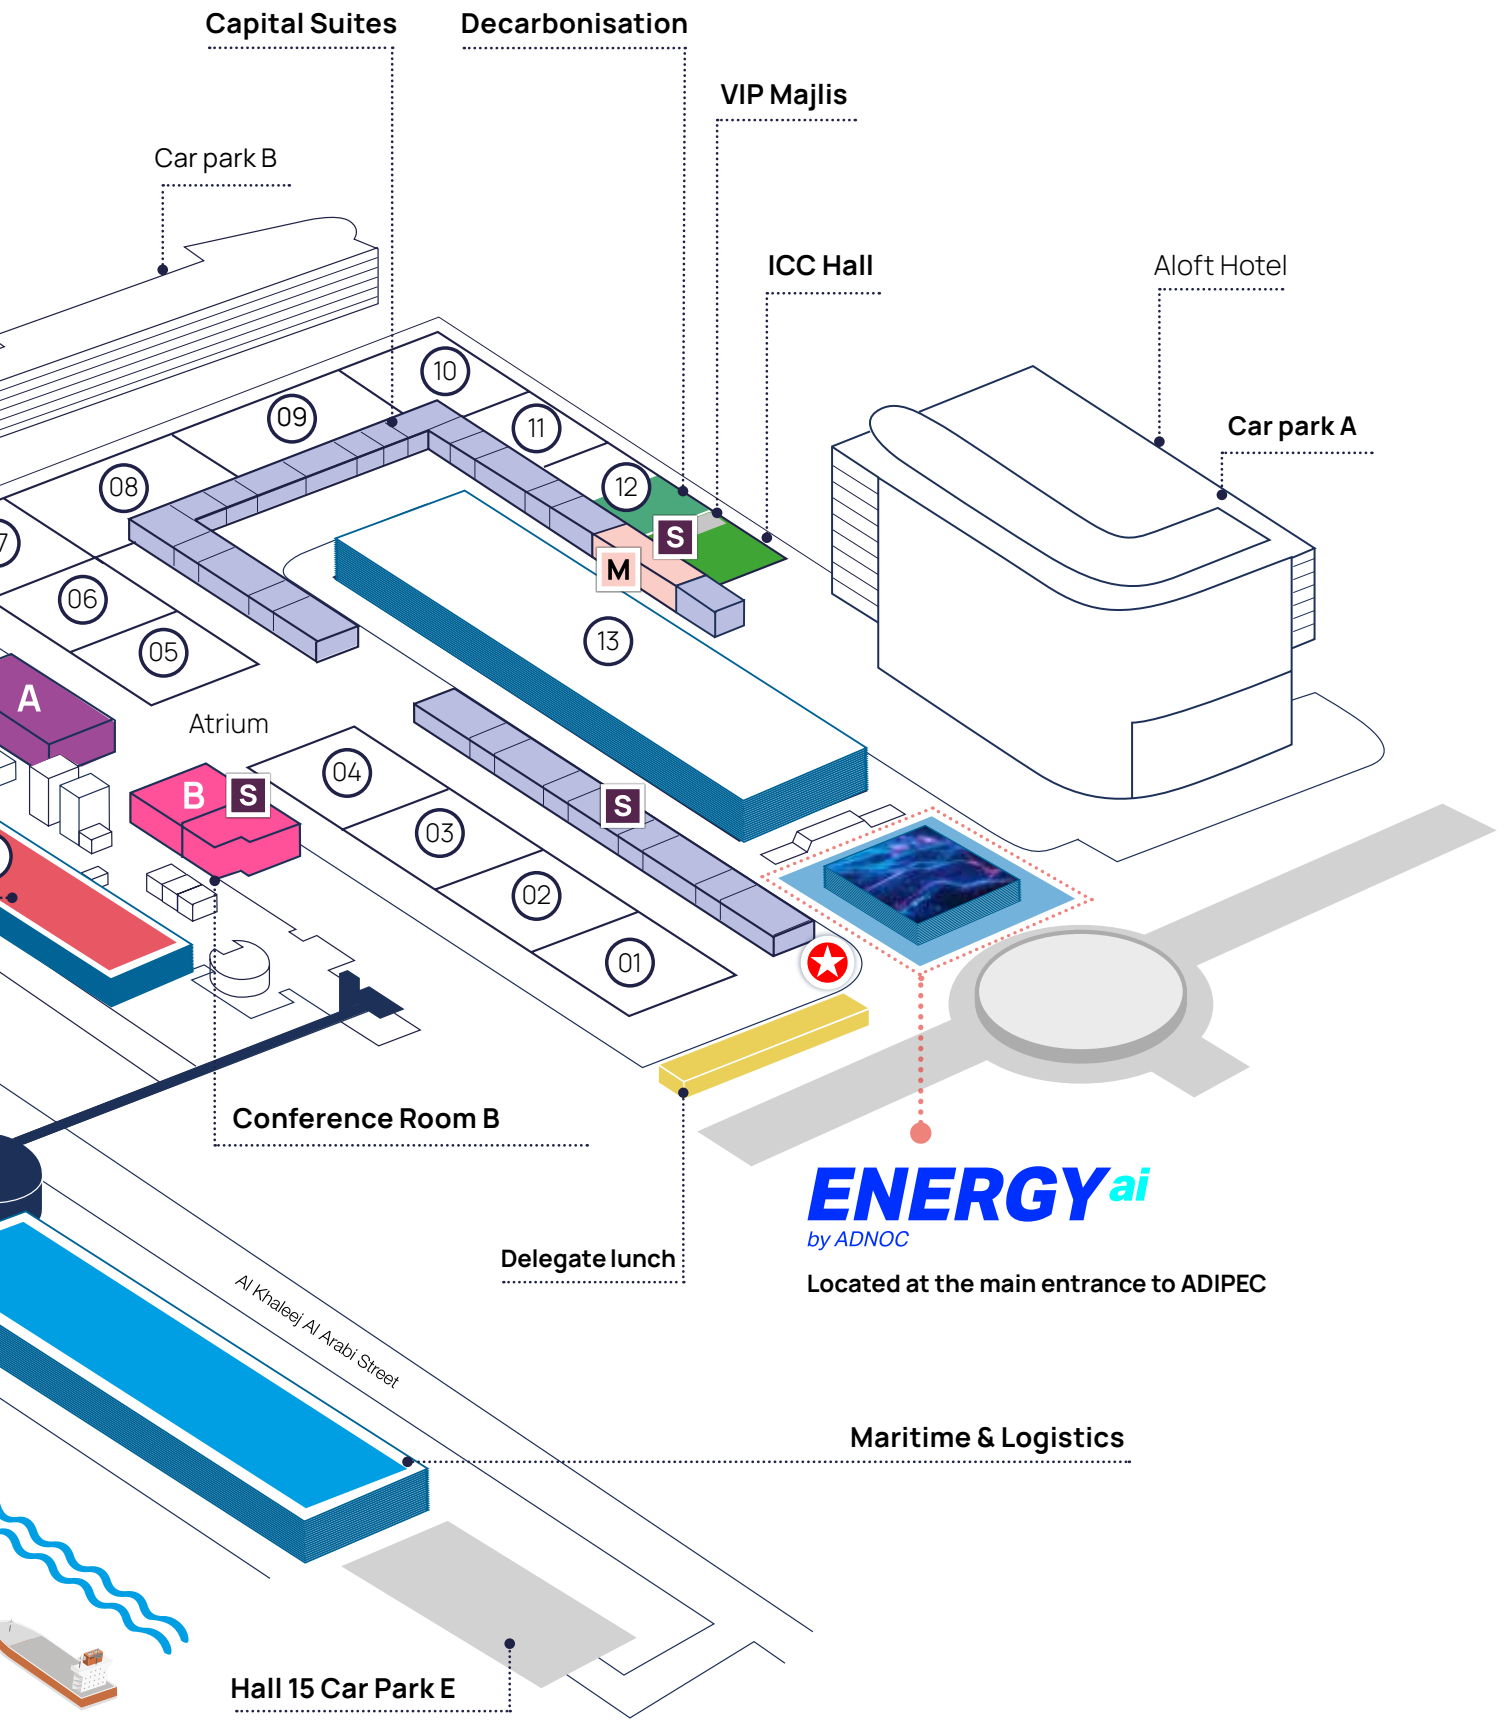 Capital Suites
Decarbonisation
VIP Majlis
Car park B
ICC Hall
Aloft Hotel
Car park A
10
09
11
08
12
S
7
M
06
13
05
A
Atrium
04
B
S
S
03
02
01
Conference Room B
ENERGYai
by ADNOC
Delegate lunch
Located at the main entrance to ADIPEC
Al Khaleej Al Arabi Street
Maritime & Logistics
Hall 15 Car Park E